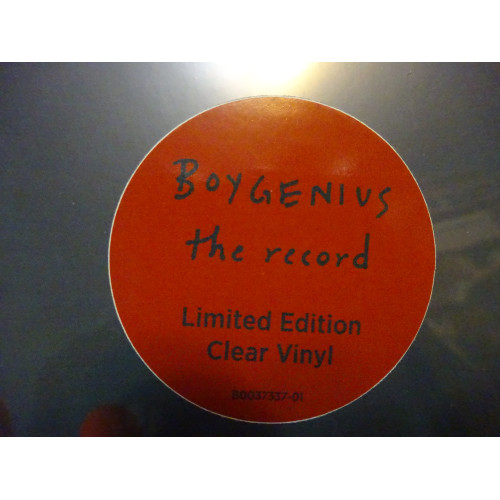 BOYGENIUS
the record
Limited Edition
Clear Vinyl
B0037337-01